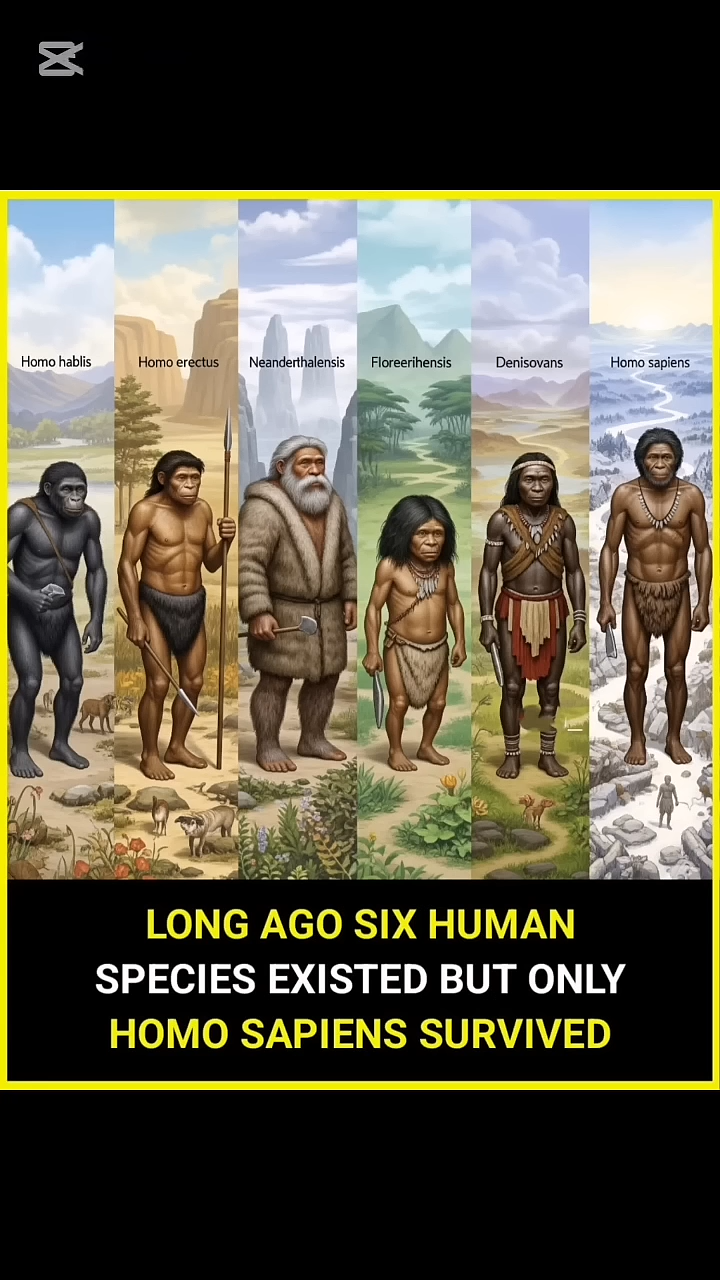 Homo hablis
Homo erectus
Neanderthalensis
Floreerihensis
Denisovans
Homo sapiens
LONG AGO SIX HUMAN
SPECIES EXISTED BUT ONLY
HOMO SAPIENS SURVIVED